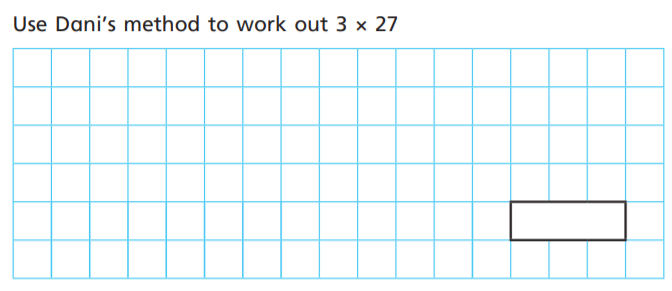 Use Dani’s method to work out 3 × 27